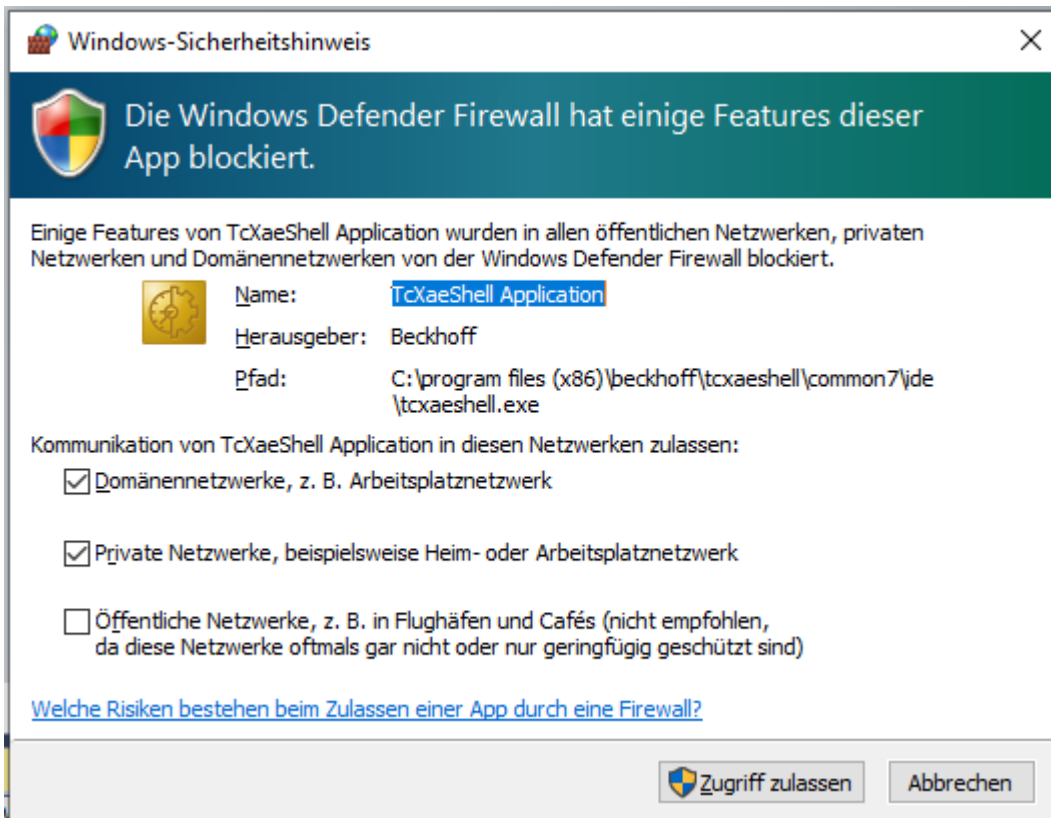 Windows-Sicherheitshinweis
Die Windows Defender Firewall hat einige Features dieser
App blockiert.
Einige Features von TcXaeShell Application wurden in allen öffentlichen Netzwerken, privaten
Netzwerken und Domänennetzwerken von der Windows Defender Firewall blockiert.
Name: TcXaeShell Application
Herausgeber: Beckhoff
Pfad: C:\program files (x86)\beckhoff\tcxaeshell\common7\ide
\tcxaeshell.exe
Kommunikation von TcXaeShell Application in diesen Netzwerken zulassen:
Domänennetzwerke, z. B. Arbeitsplatznetzwerk
Private Netzwerke, beispielsweise Heim- oder Arbeitsplatznetzwerk
Öffentliche Netzwerke, z. B. in Flughäfen und Cafés (nicht empfohlen,
da diese Netzwerke oftmals gar nicht oder nur geringfügig geschützt sind)
Welche Risiken bestehen beim Zulassen einer App durch eine Firewall?
Zugriff zulassen Abbrechen